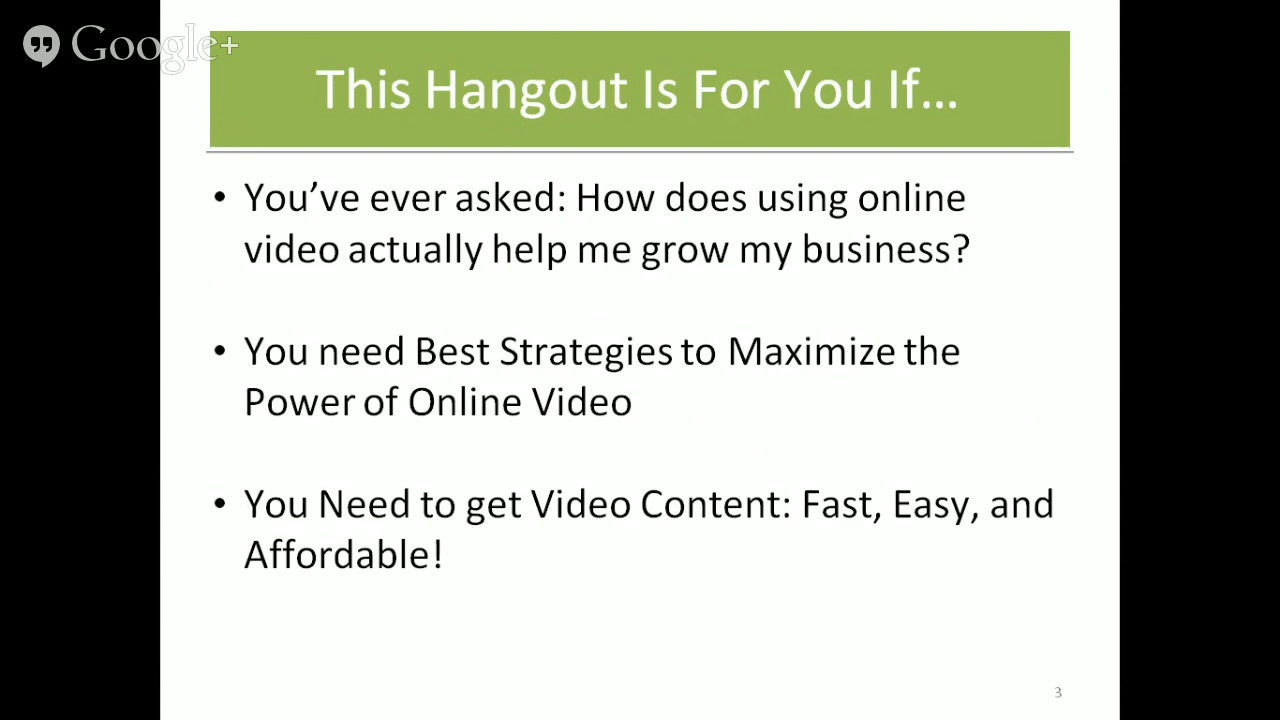 Google+
This Hangout Is For You If…
• You’ve ever asked: How does using online
video actually help me grow my business?
• You need Best Strategies to Maximize the
Power of Online Video
• You Need to get Video Content: Fast, Easy, and
Affordable!
3